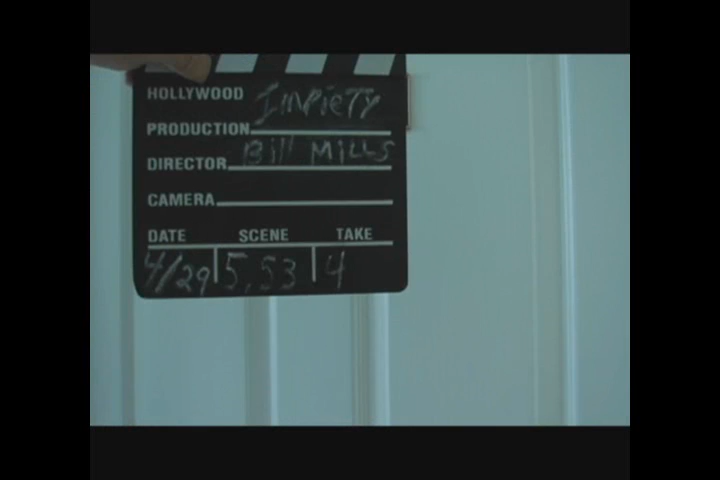 HOLLYWOOD Impiety
PRODUCTION
DIRECTOR Bill Mills
CAMERA
DATE SCENE TAKE
4/29 5,53 4